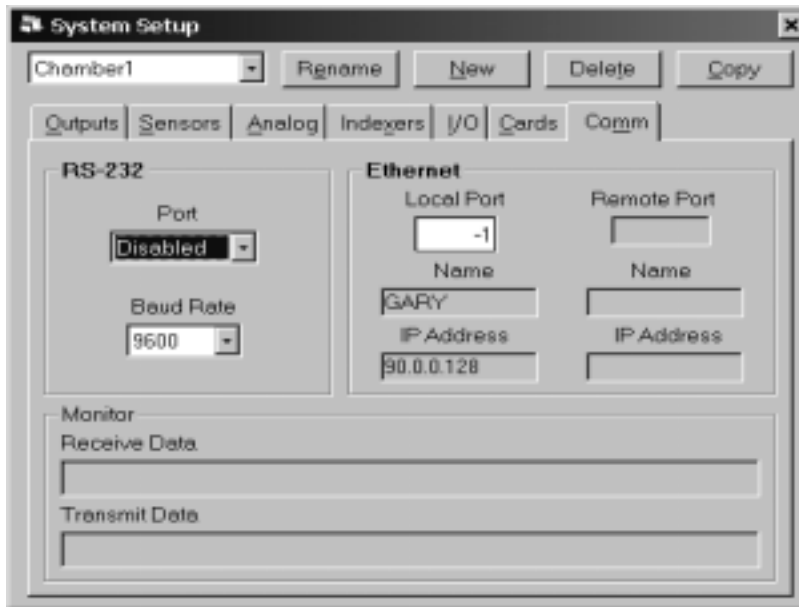 System Setup
Chamber1 Rename New Delete Copy
Outputs Sensors Analog Indexers I/O Cards Comm
RS-232 Ethernet
Port Local Port Remote Port
Disabled -1
Name Name
Baud Rate GARY
9600 IP Address IP Address
90.0.0.128
Monitor
Receive Data
Transmit Data